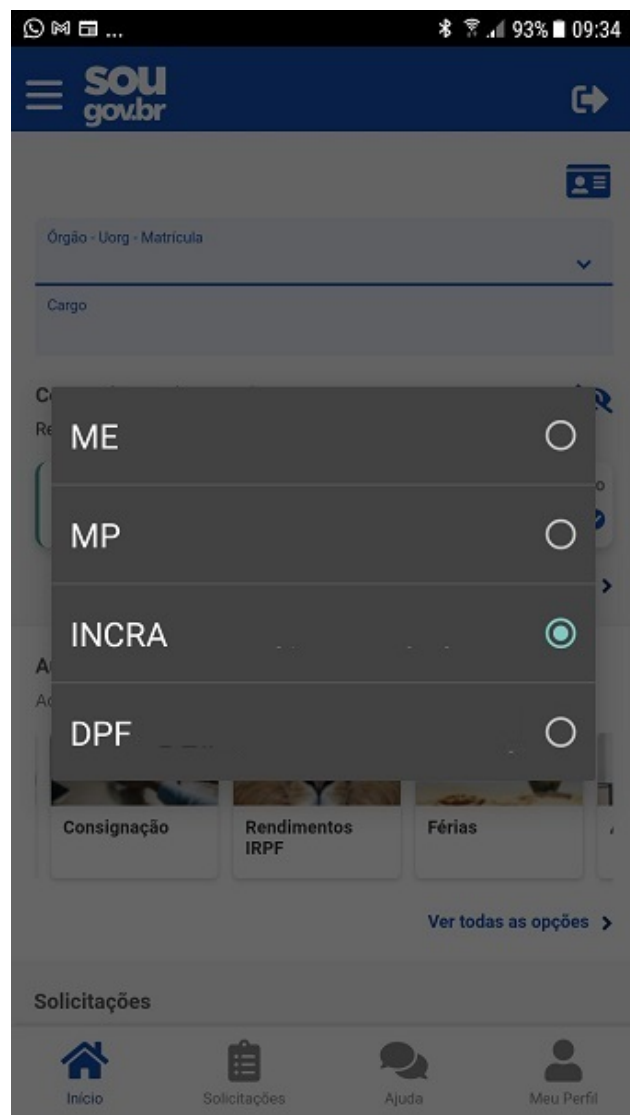 ... 93% 09:34
sou
gov.br
Órgão - Uorg - Matrícula
Cargo
ME
MP
INCRA
DPF
Consignação
Rendimentos
IRPF
Férias
Ver todas as opções
Solicitações
Início
Solicitações
Ajuda
Meu Perfil